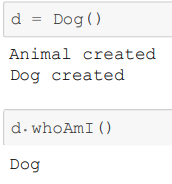 d = Dog()
Animal created
Dog created
d.whoAmI()
Dog